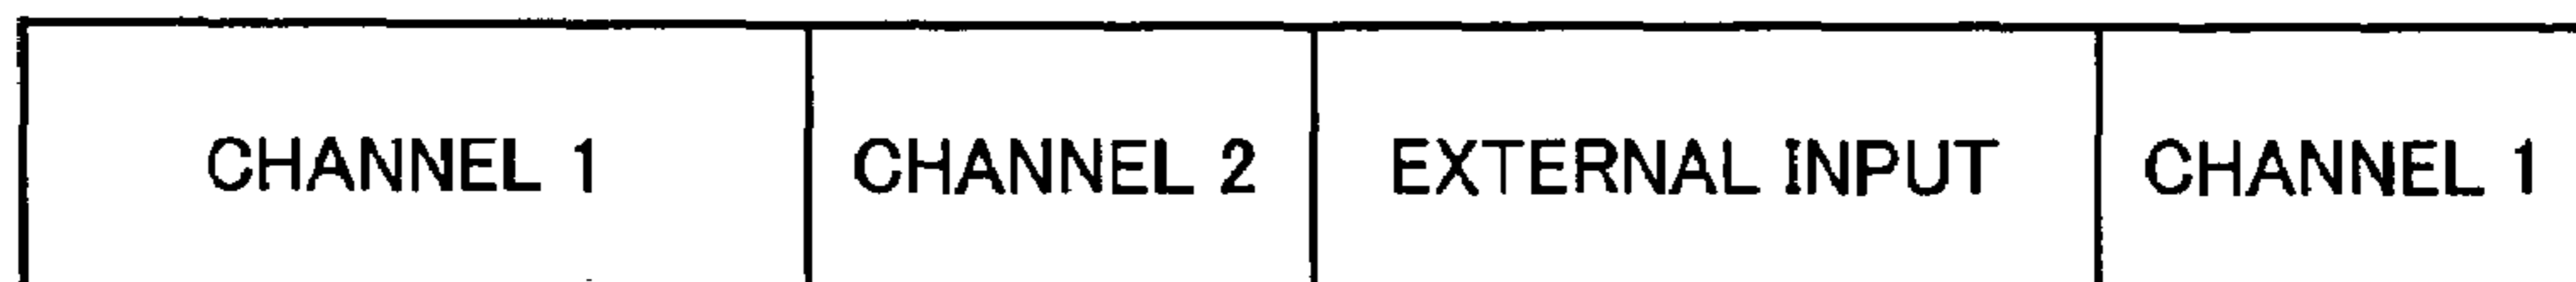 CHANNEL 1 CHANNEL 2 EXTERNAL INPUT CHANNEL 1